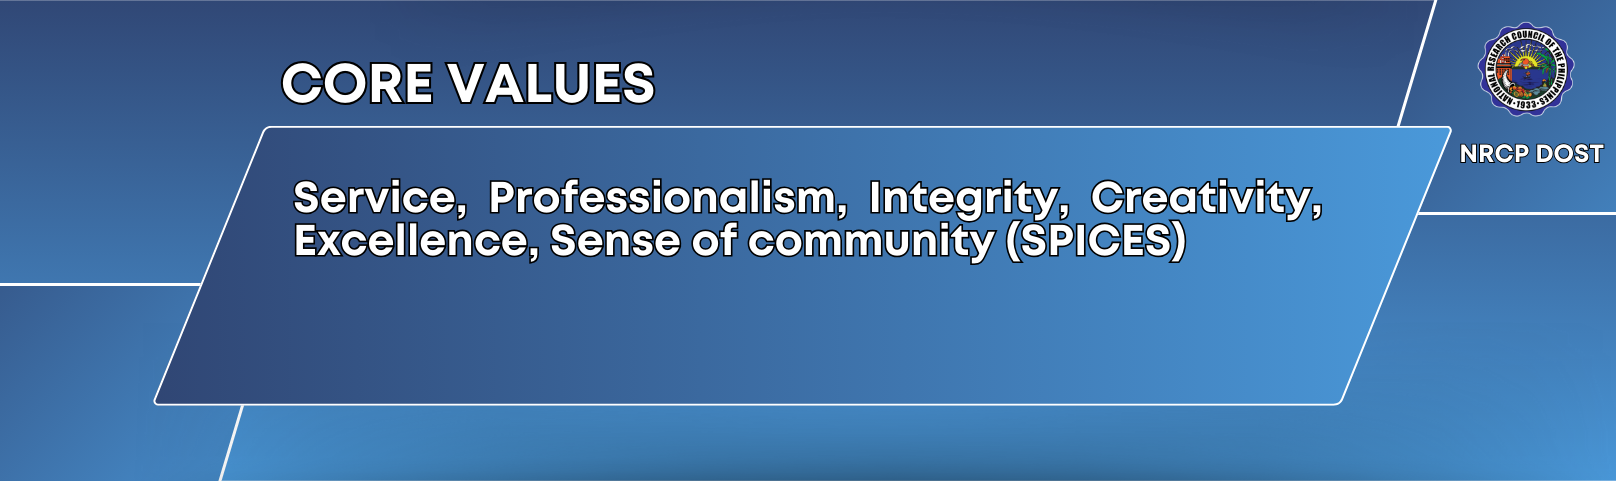 CORE VALUES
Service, Professionalism, Integrity, Creativity,
Excellence, Sense of community (SPICES)
NATIONAL RESEARCH COUNCIL OF THE PHILIPPINES
·1933·
NRCP DOST